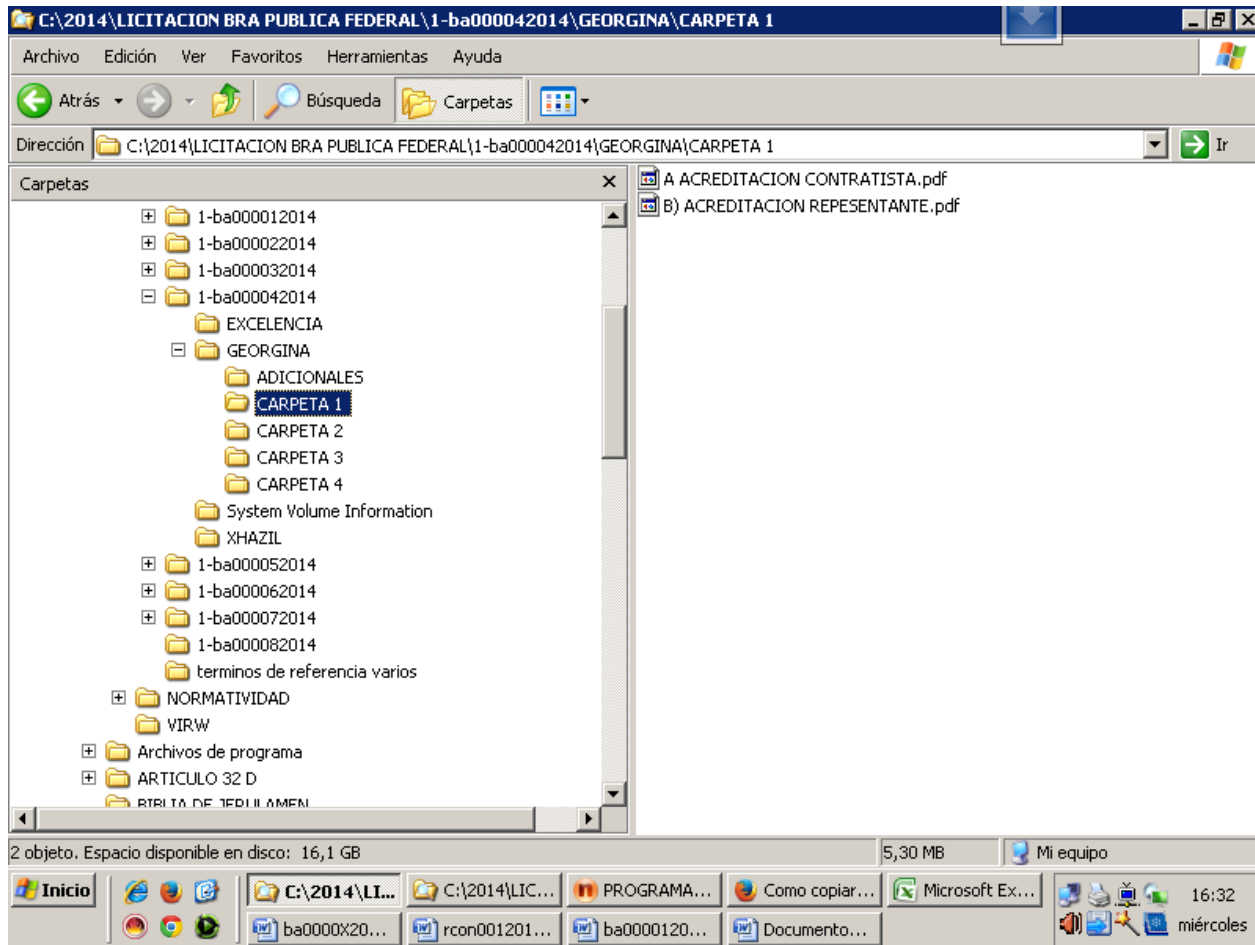 C:\2014\LICITACION BRA PUBLICA FEDERAL\1-ba000042014\GEORGINA\CARPETA 1
Archivo Edición Ver Favoritos Herramientas Ayuda
Atrás Búsqueda Carpetas
Dirección C:\2014\LICITACION BRA PUBLICA FEDERAL\1-ba000042014\GEORGINA\CARPETA 1 Ir
Carpetas
1-ba000012014
1-ba000022014
1-ba000032014
1-ba000042014
EXCELENCIA
GEORGINA
ADICIONALES
CARPETA 1
CARPETA 2
CARPETA 3
CARPETA 4
System Volume Information
XHAZIL
1-ba000052014
1-ba000062014
1-ba000072014
1-ba000082014
terminos de referencia varios
NORMATIVIDAD
VIRW
Archivos de programa
ARTICULO 32 D
BIBLIA DE JERULAMEN
A ACREDITACION CONTRATISTA.pdf
B) ACREDITACION REPESENTANTE.pdf
2 objeto. Espacio disponible en disco: 16,1 GB 5,30 MB Mi equipo
Inicio C:\2014\LI... C:\2014\LIC... PROGRAMA... Como copiar... Microsoft Ex... 16:32
ba0000X20... rcon001201... ba0000120... Documento... miércoles